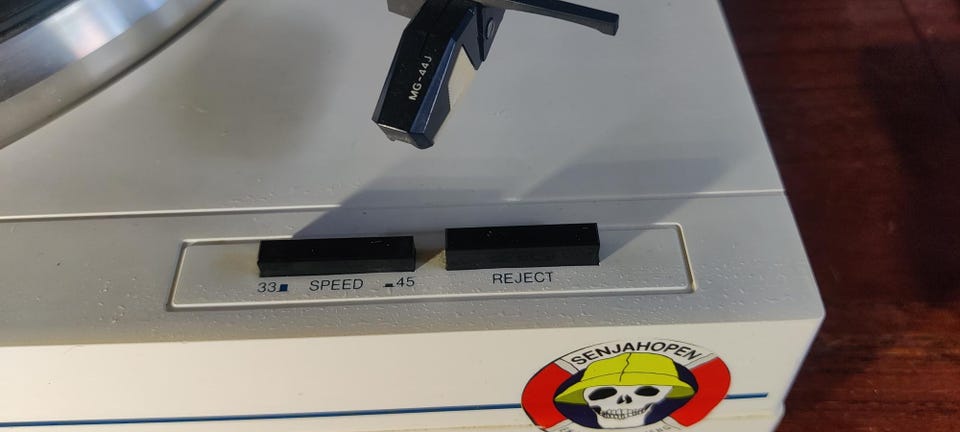 MG-44J
33 SPEED 45
REJECT
SENJAHOPEN